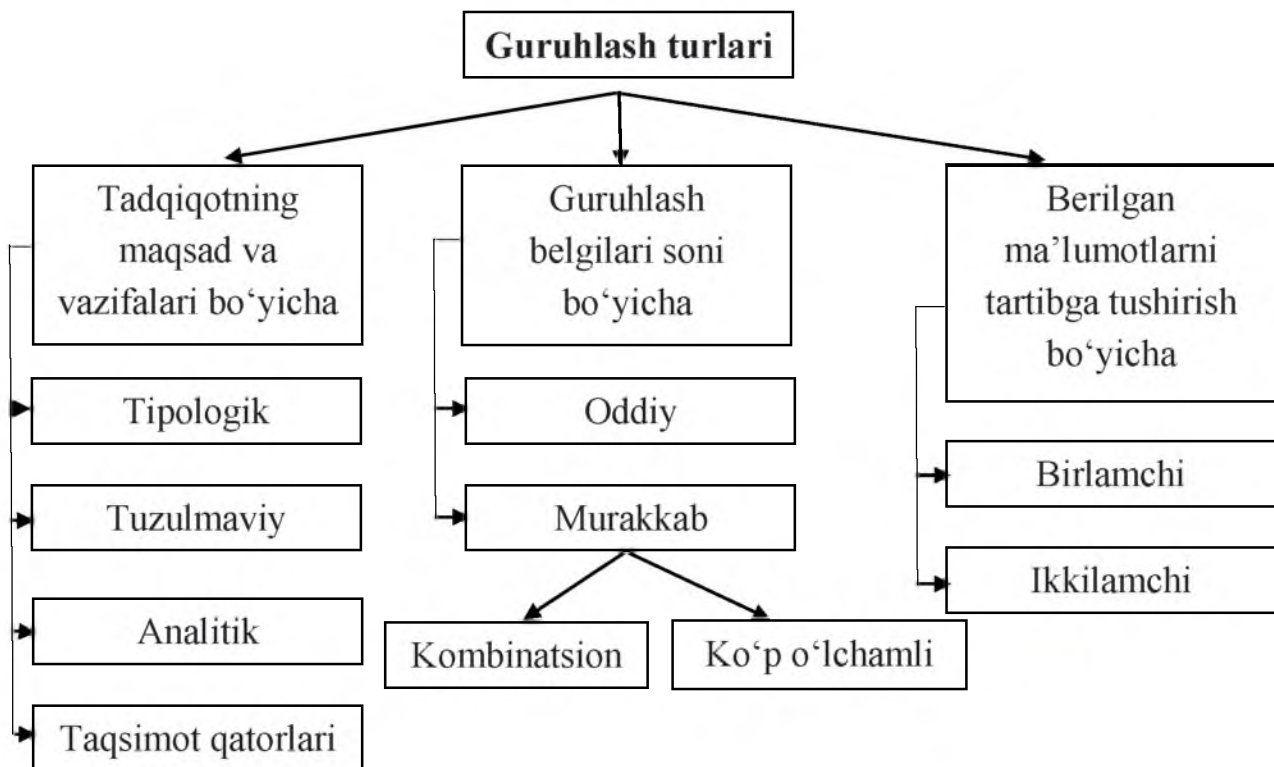 Guruhlash turlari
Tadqiqotning
maqsad va
vazifalari bo‘yicha
Tipologik
Tuzulmaviy
Analitik
Taqsimot qatorlari
Guruhlash
belgilari soni
bo‘yicha
Oddiy
Murakkab
Kombinatsion
Ko‘p o‘lchamli
Berilgan
ma’lumotlarni
tartibga tushirish
bo‘yicha
Birlamchi
Ikkilamchi